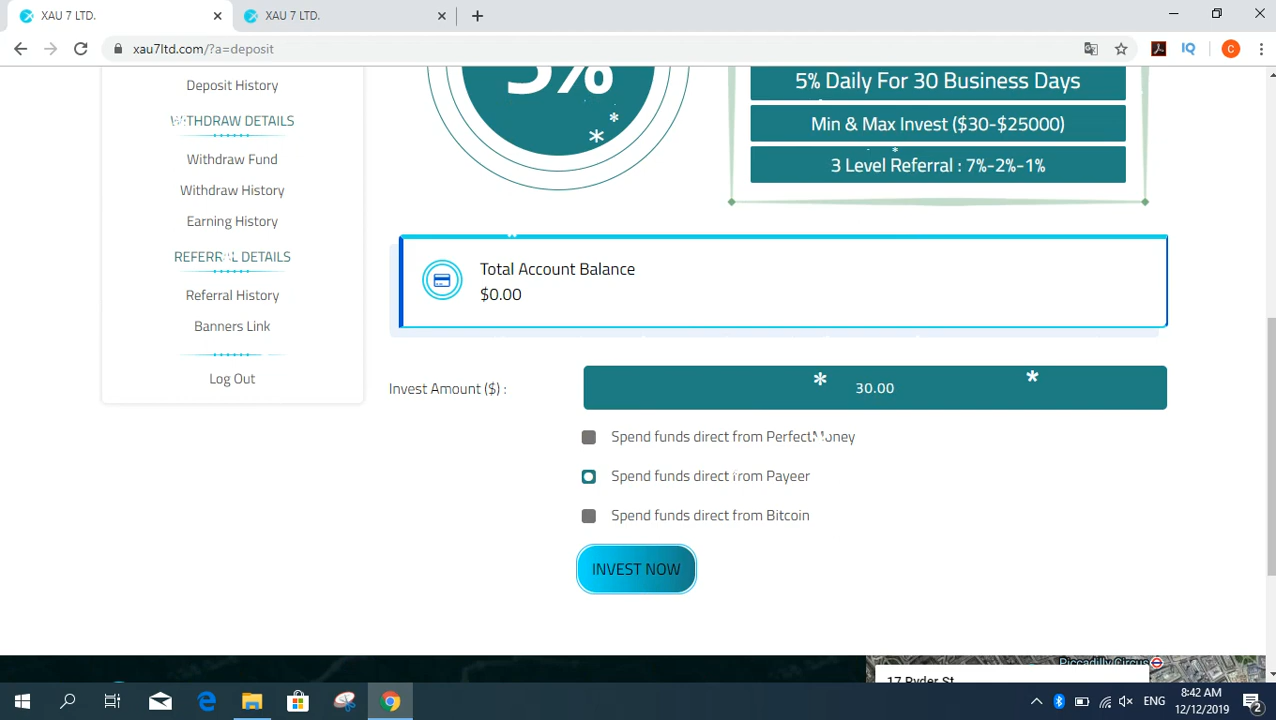 XAU 7 LTD.
XAU 7 LTD.
xau7ltd.com/?a=deposit
IQ
C
Deposit History
WITHDRAW DETAILS
Withdraw Fund
Withdraw History
Earning History
REFERRAL DETAILS
Referral History
Banners Link
Log Out
5%
5% Daily For 30 Business Days
Min & Max Invest ($30-$25000)
3 Level Referral : 7%-2%-1%
Total Account Balance
$0.00
Invest Amount ($) :
30.00
Spend funds direct from PerfectMoney
Spend funds direct from Payeer
Spend funds direct from Bitcoin
INVEST NOW
Piccadilly Circus
17 Ryder St
ENG
8:42 AM
12/12/2019
2